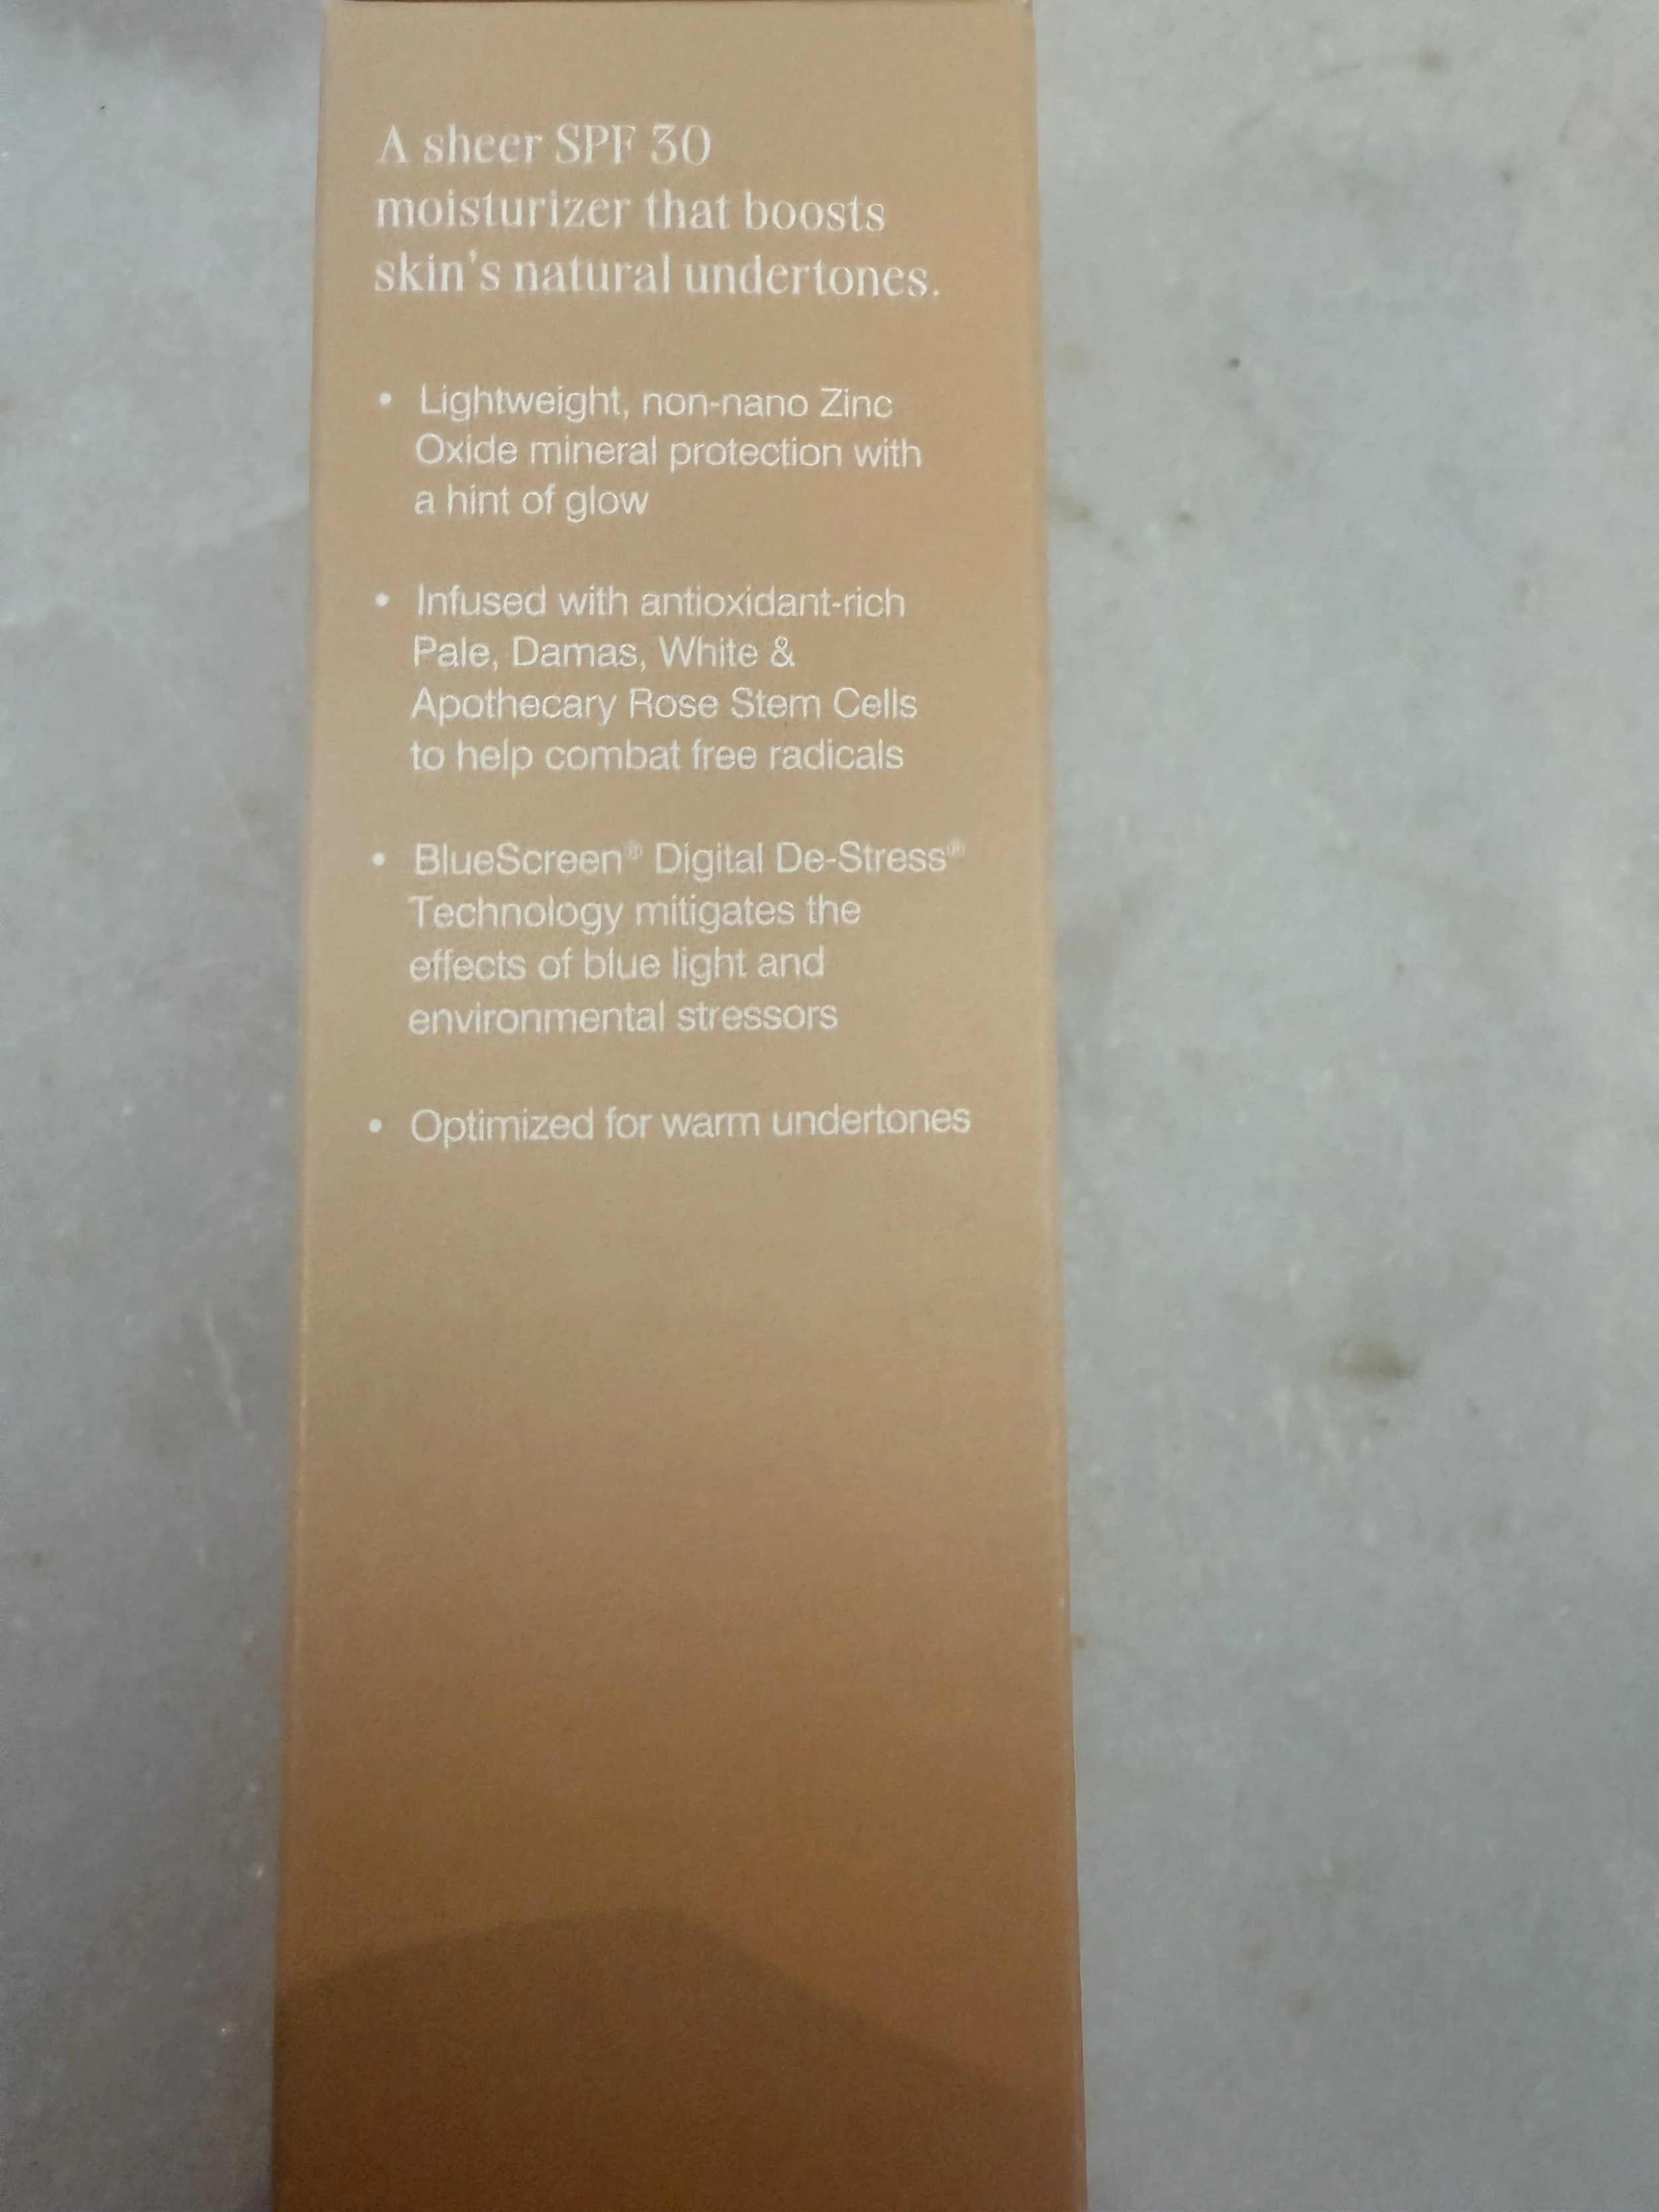 A sheer SPF 30
moisturizer that boosts
skin's natural undertones.
• Lightweight, non-nano Zinc
Oxide mineral protection with
a hint of glow
• Infused with antioxidant-rich
Pale, Damas, White &
Apothecary Rose Stem Cells
to help combat free radicals
• BlueScreen® Digital De-Stress®
Technology mitigates the
effects of blue light and
environmental stressors
• Optimized for warm undertones